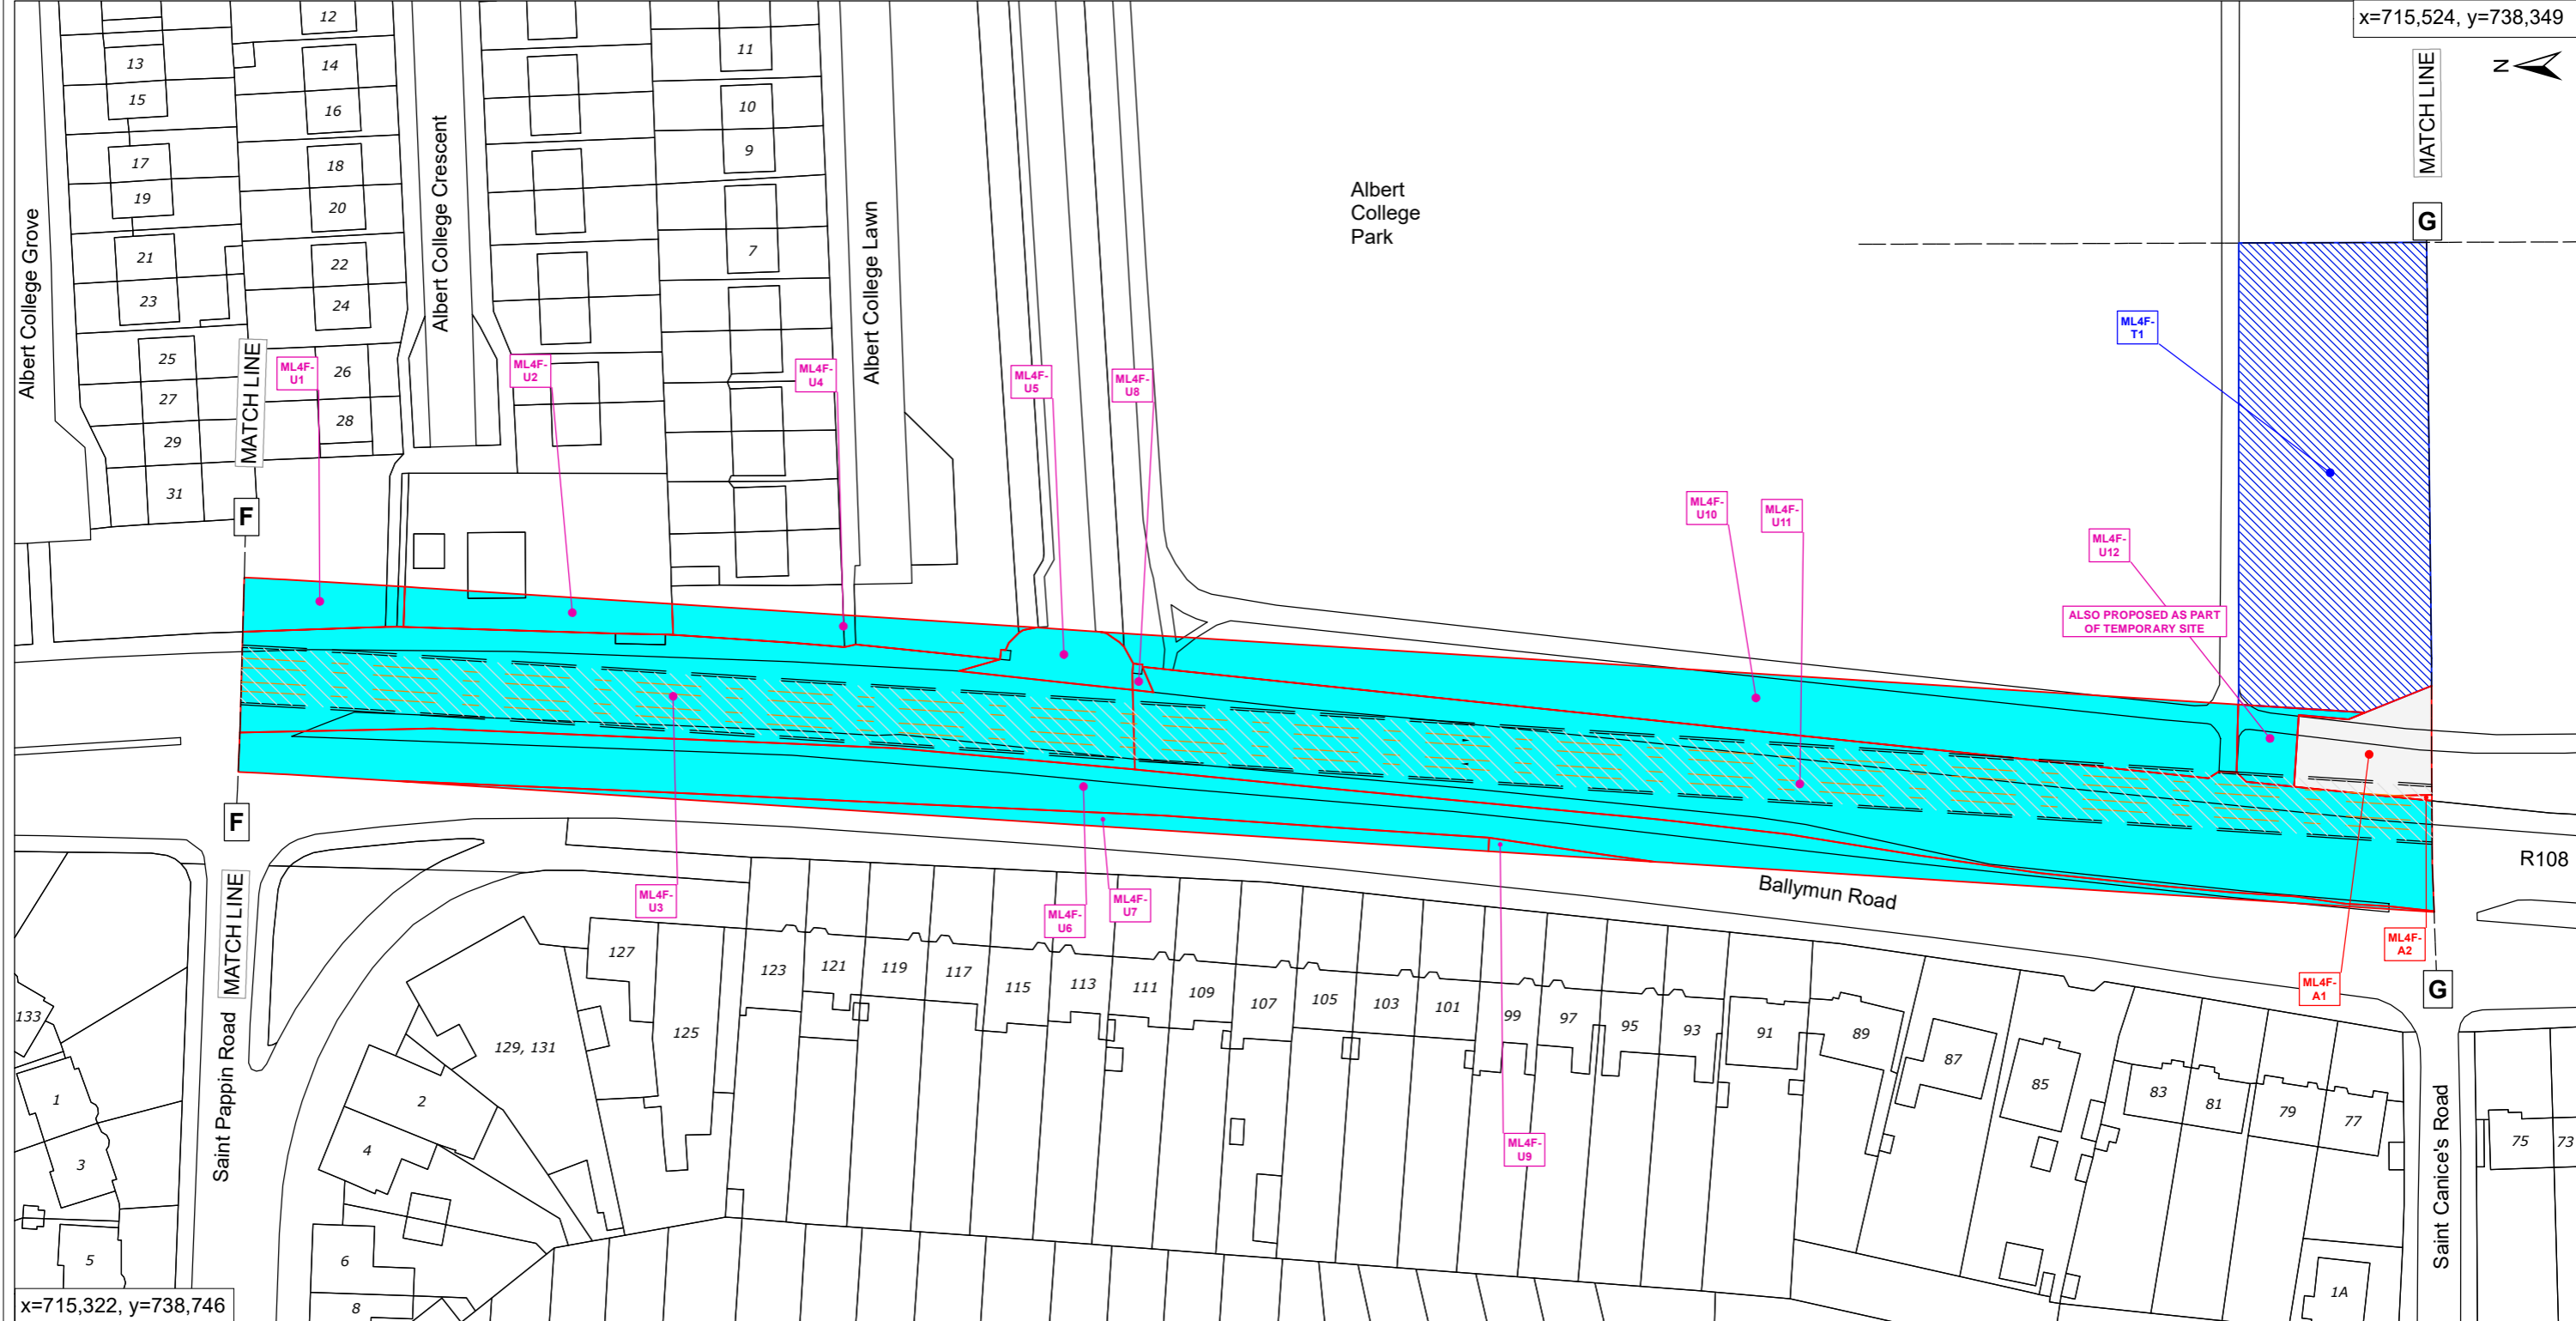 x=715,524, y=738,349
N
MATCH LINE
G
12
14
16
18
20
22
24
26
28
13
15
17
19
21
23
25
27
29
31
11
10
9
7
Albert College Grove
Albert College Crescent
Albert College Lawn
Albert
College
Park
MATCH LINE
F
ML4F-
U1
ML4F-
U2
ML4F-
U4
ML4F-
U5
ML4F-
U8
ML4F-
T1
ML4F-
U10
ML4F-
U11
ML4F-
U12
ALSO PROPOSED AS PART
OF TEMPORARY SITE
F
MATCH LINE
Saint Pappin Road
ML4F-
U3
ML4F-
U6
ML4F-
U7
ML4F-
U9
Ballymun Road
R108
ML4F-
A2
ML4F-
A1
G
Saint Canice's Road
133
1
3
5
2
4
6
8
129, 131
127
125
123
121
119
117
115
113
111
109
107
105
103
101
99
97
95
93
91
89
87
85
83
81
79
77
75
73
1A
x=715,322, y=738,746